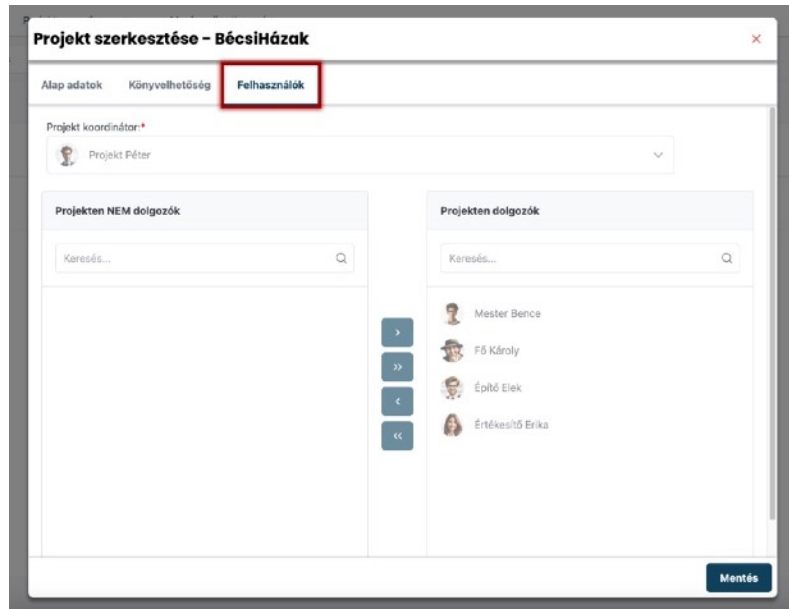 Projekt szerkesztése - BécsiHázak
Alap adatok Könyvelhetőség Felhasználók
Projekt koordinátor:*
Projekt Péter
Projekten NEM dolgozók
Keresés...
Projekten dolgozók
Keresés...
Mester Bence
Fő Károly
Építő Elek
Értékesítő Erika
Mentés